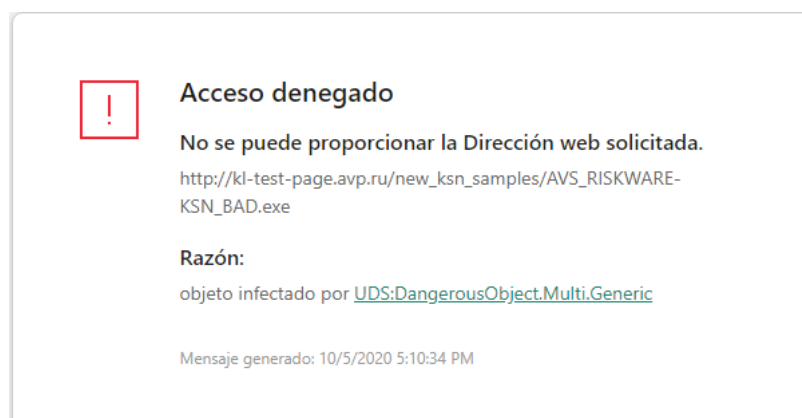 !
Acceso denegado
No se puede proporcionar la Dirección web solicitada.
http://kl-test-page.avp.ru/new_ksn_samples/AVS_RISKWARE-
KSN_BAD.exe
Razón:
objeto infectado por UDS:DangerousObject.Multi.Generic
Mensaje generado: 10/5/2020 5:10:34 PM